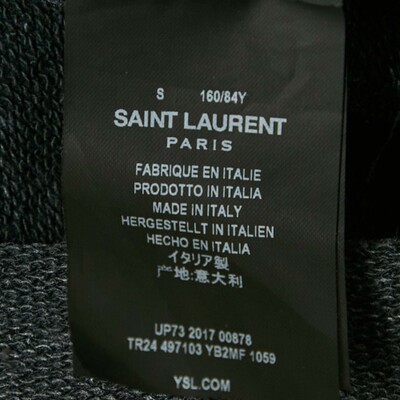 S 160/84Y
SAINT LAURENT
PARIS
FABRIQUE EN ITALIE
PRODOTTO IN ITALIA
MADE IN ITALY
HERGESTELLT IN ITALIEN
HECHO EN ITALIA
イタリア製
产地:意大利
UP73 2017 00878
TR24 497103 YB2MF 1059
YSL.COM